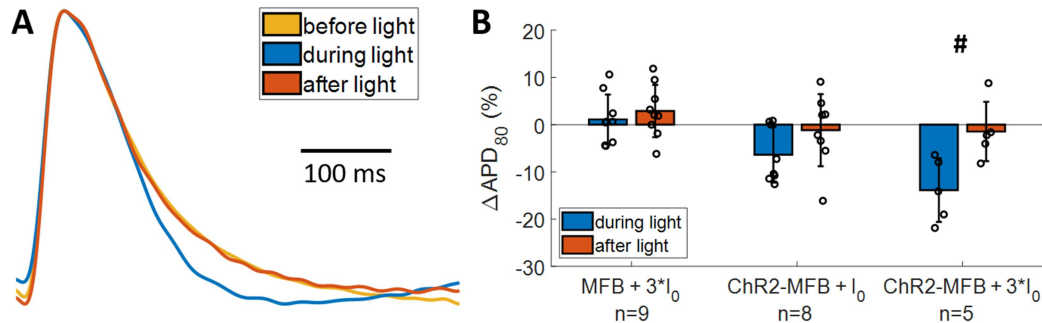 A
before light
during light
after light
100 ms
B
#
ΔAPD80 (%)
20
10
0
-10
-20
-30
during light
after light
MFB + 3*I0
n=9
ChR2-MFB + I0
n=8
ChR2-MFB + 3*I0
n=5